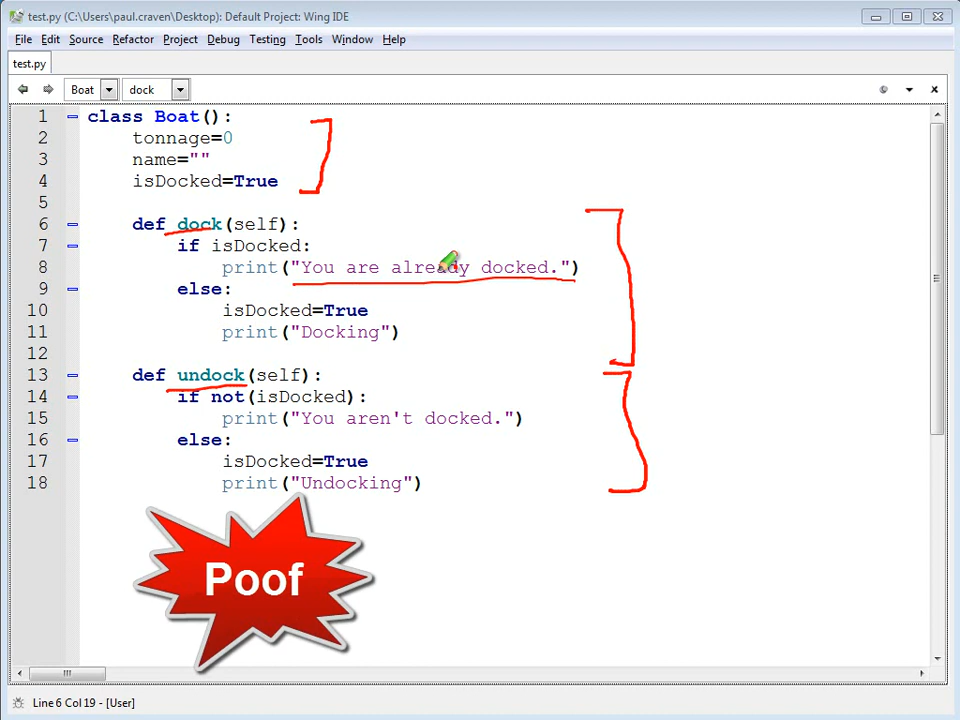 test.py (C:\Users\paul.craven\Desktop): Default Project: Wing IDE
File Edit Source Refactor Project Debug Testing Tools Window Help
test.py
Boat dock
1 class Boat():
2 tonnage=0
3 name=""
4 isDocked=True
5
6 def dock(self):
7 if isDocked:
8 print("You are already docked.")
9 else:
10 isDocked=True
11 print("Docking")
12
13 def undock(self):
14 if not(isDocked):
15 print("You aren't docked.")
16 else:
17 isDocked=True
18 print("Undocking")
Poof
Line 6 Col 19 - [User]